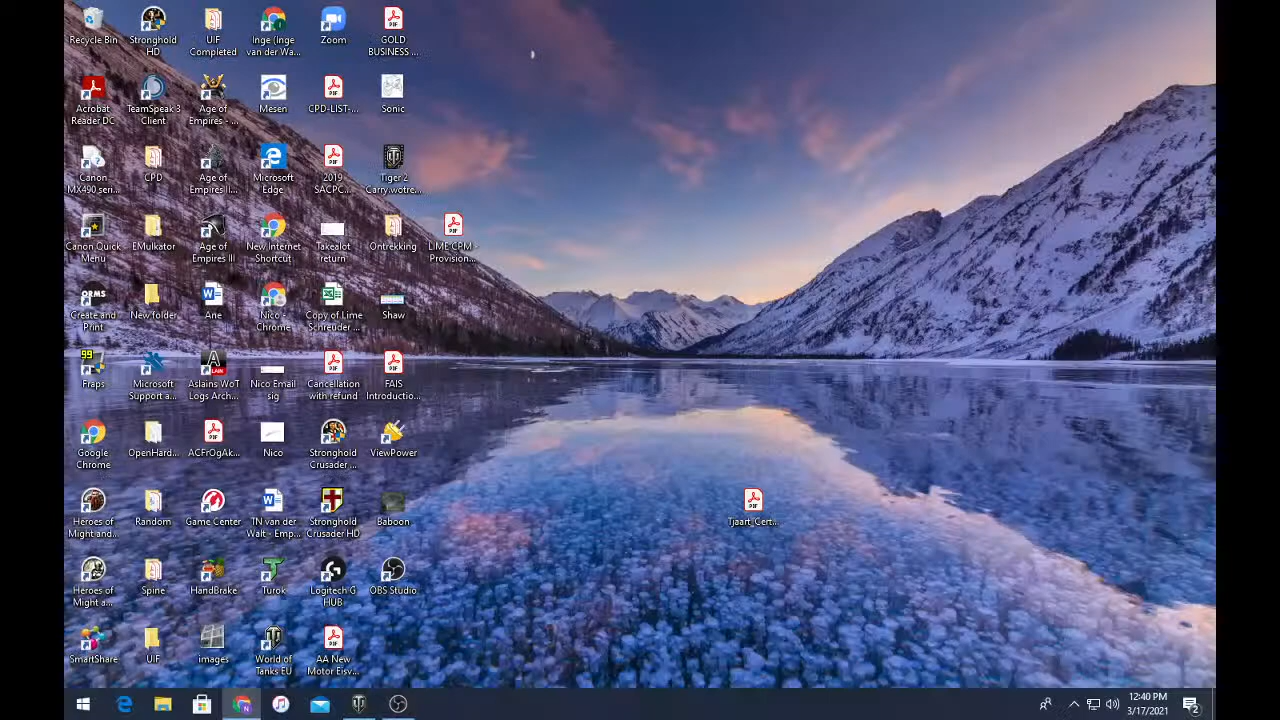 Recycle Bin
Stronghold
HD
UIF
Completed
Inge (Inge
van der Wa...
Zoom
GOLD
BUSINESS ...
Acrobat
Reader DC
TeamSpeak 3
Client
Age of
Empires - ...
Mesen
CPD-LIST-...
Sonic
Canon
MX490 seri...
CPD
Age of
Empires II...
Microsoft
Edge
2019
SACPC...
Tiger 2
Carry.wotre...
Canon Quick
Menu
EMulkator
Age of
Empires III
New Internet
Shortcut
Takealot
return
Ontrekking
LIME CPM -
Provision...
ORMS
Create and
Print
New folder
Ane
Nico -
Chrome
Copy of Lime
Schreuder ...
Shaw
99
Fraps
Microsoft
Support a...
A
LAIN
Aslains WoT
Logs Arch...
Nico Email
sig
Cancellation
with refund
FAIS
Introductio...
Google
Chrome
OpenHard...
ACFrOgAk...
Nico
Stronghold
Crusader ...
ViewPower
Heroes of
Might and...
Random
Game Center
TN van der
Walt - Emp...
Stronghold
Crusader HD
Baboon
Tjaart_Cert...
Heroes of
Might a...
Spine
HandBrake
Turok
Logitech G
HUB
OBS Studio
SmartShare
UIF
images
World of
Tanks EU
AA New
Motor Eisv...
12:40 PM
3/17/2021
2